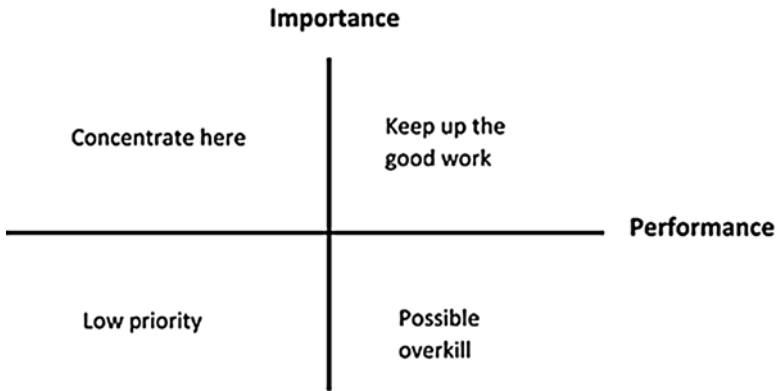 Importance
Concentrate here
Keep up the
good work
Performance
Low priority
Possible
overkill